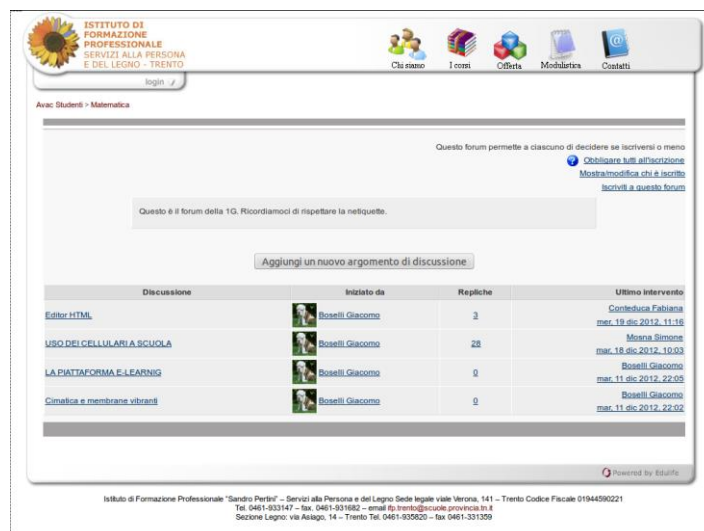 ISTITUTO DI
FORMAZIONE
PROFESSIONALE
SERVIZI ALLA PERSONA
E DEL LEGNO - TRENTO
Chi siamo I corsi Offerta Modulistica Contatti
login
Avac Studenti > Matematica
Questo forum permette a ciascuno di decidere se iscriversi o meno
Obbligare tutti all'iscrizione
Mostra/modifica chi è iscritto
Iscriviti a questo forum
Questo è il forum della 1G. Ricordiamoci di rispettare la netiquette.
Aggiungi un nuovo argomento di discussione
Discussione Iniziato da Repliche Ultimo intervento
Editor HTML Boselli Giacomo 3 Conteduca Fabiana
mer, 19 dic 2012, 11:16
USO DEI CELLULARI A SCUOLA Boselli Giacomo 28 Mosna Simone
mar, 18 dic 2012, 10:03
LA PIATTAFORMA E-LEARNIG Boselli Giacomo 0 Boselli Giacomo
mar, 11 dic 2012, 22:05
Cimatica e membrane vibranti Boselli Giacomo 0 Boselli Giacomo
mar, 11 dic 2012, 22:02
Powered by Edulife
Istituto di Formazione Professionale "Sandro Pertini" – Servizi alla Persona e del Legno Sede legale viale Verona, 141 – Trento Codice Fiscale 01944590221
Tel. 0461-933147 – fax. 0461-931682 – email ifp.trento@scuole.provincia.tn.it
Sezione Legno: via Asiago, 14 – Trento Tel. 0461-935820 – fax 0461-331359